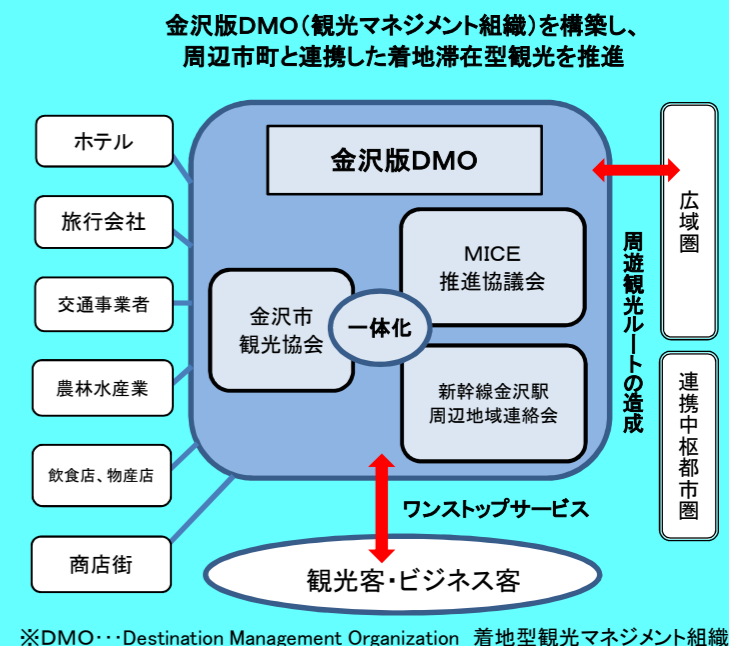 金沢版DMO(観光マネジメント組織)を構築し、
周辺市町と連携した着地滞在型観光を推進
ホテル
旅行会社
交通事業者
農林水産業
飲食店、物産店
商店街
金沢版DMO
金沢市
観光協会
MICE
推進協議会
一体化
新幹線金沢駅
周辺地域連絡会
周遊観光ルートの造成
広域圏
連携中枢都市圏
ワンストップサービス
観光客・ビジネス客
※DMO･･･Destination Management Organization 着地型観光マネジメント組織